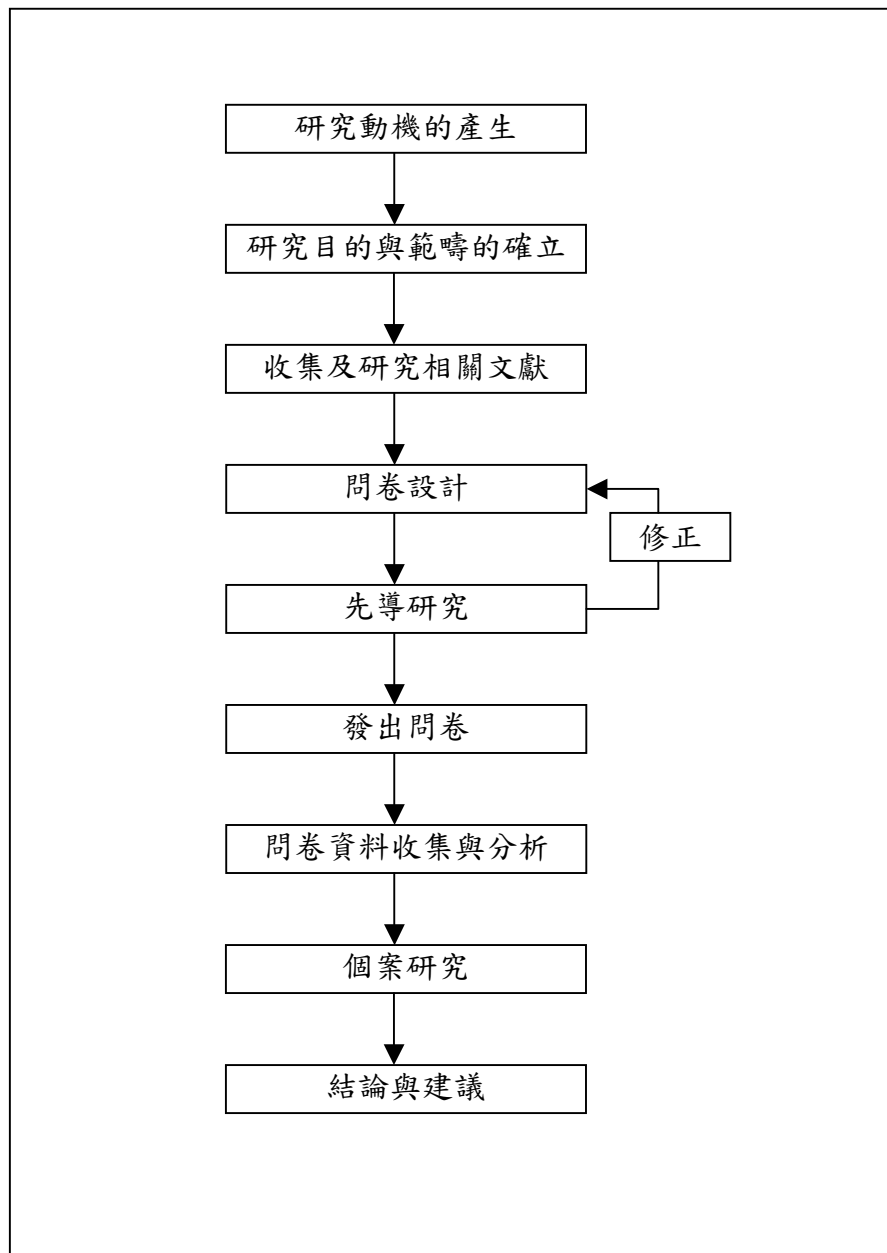 研究動機的產生
研究目的與範疇的確立
收集及研究相關文獻
問卷設計
修正
先導研究
發出問卷
問卷資料收集與分析
個案研究
結論與建議